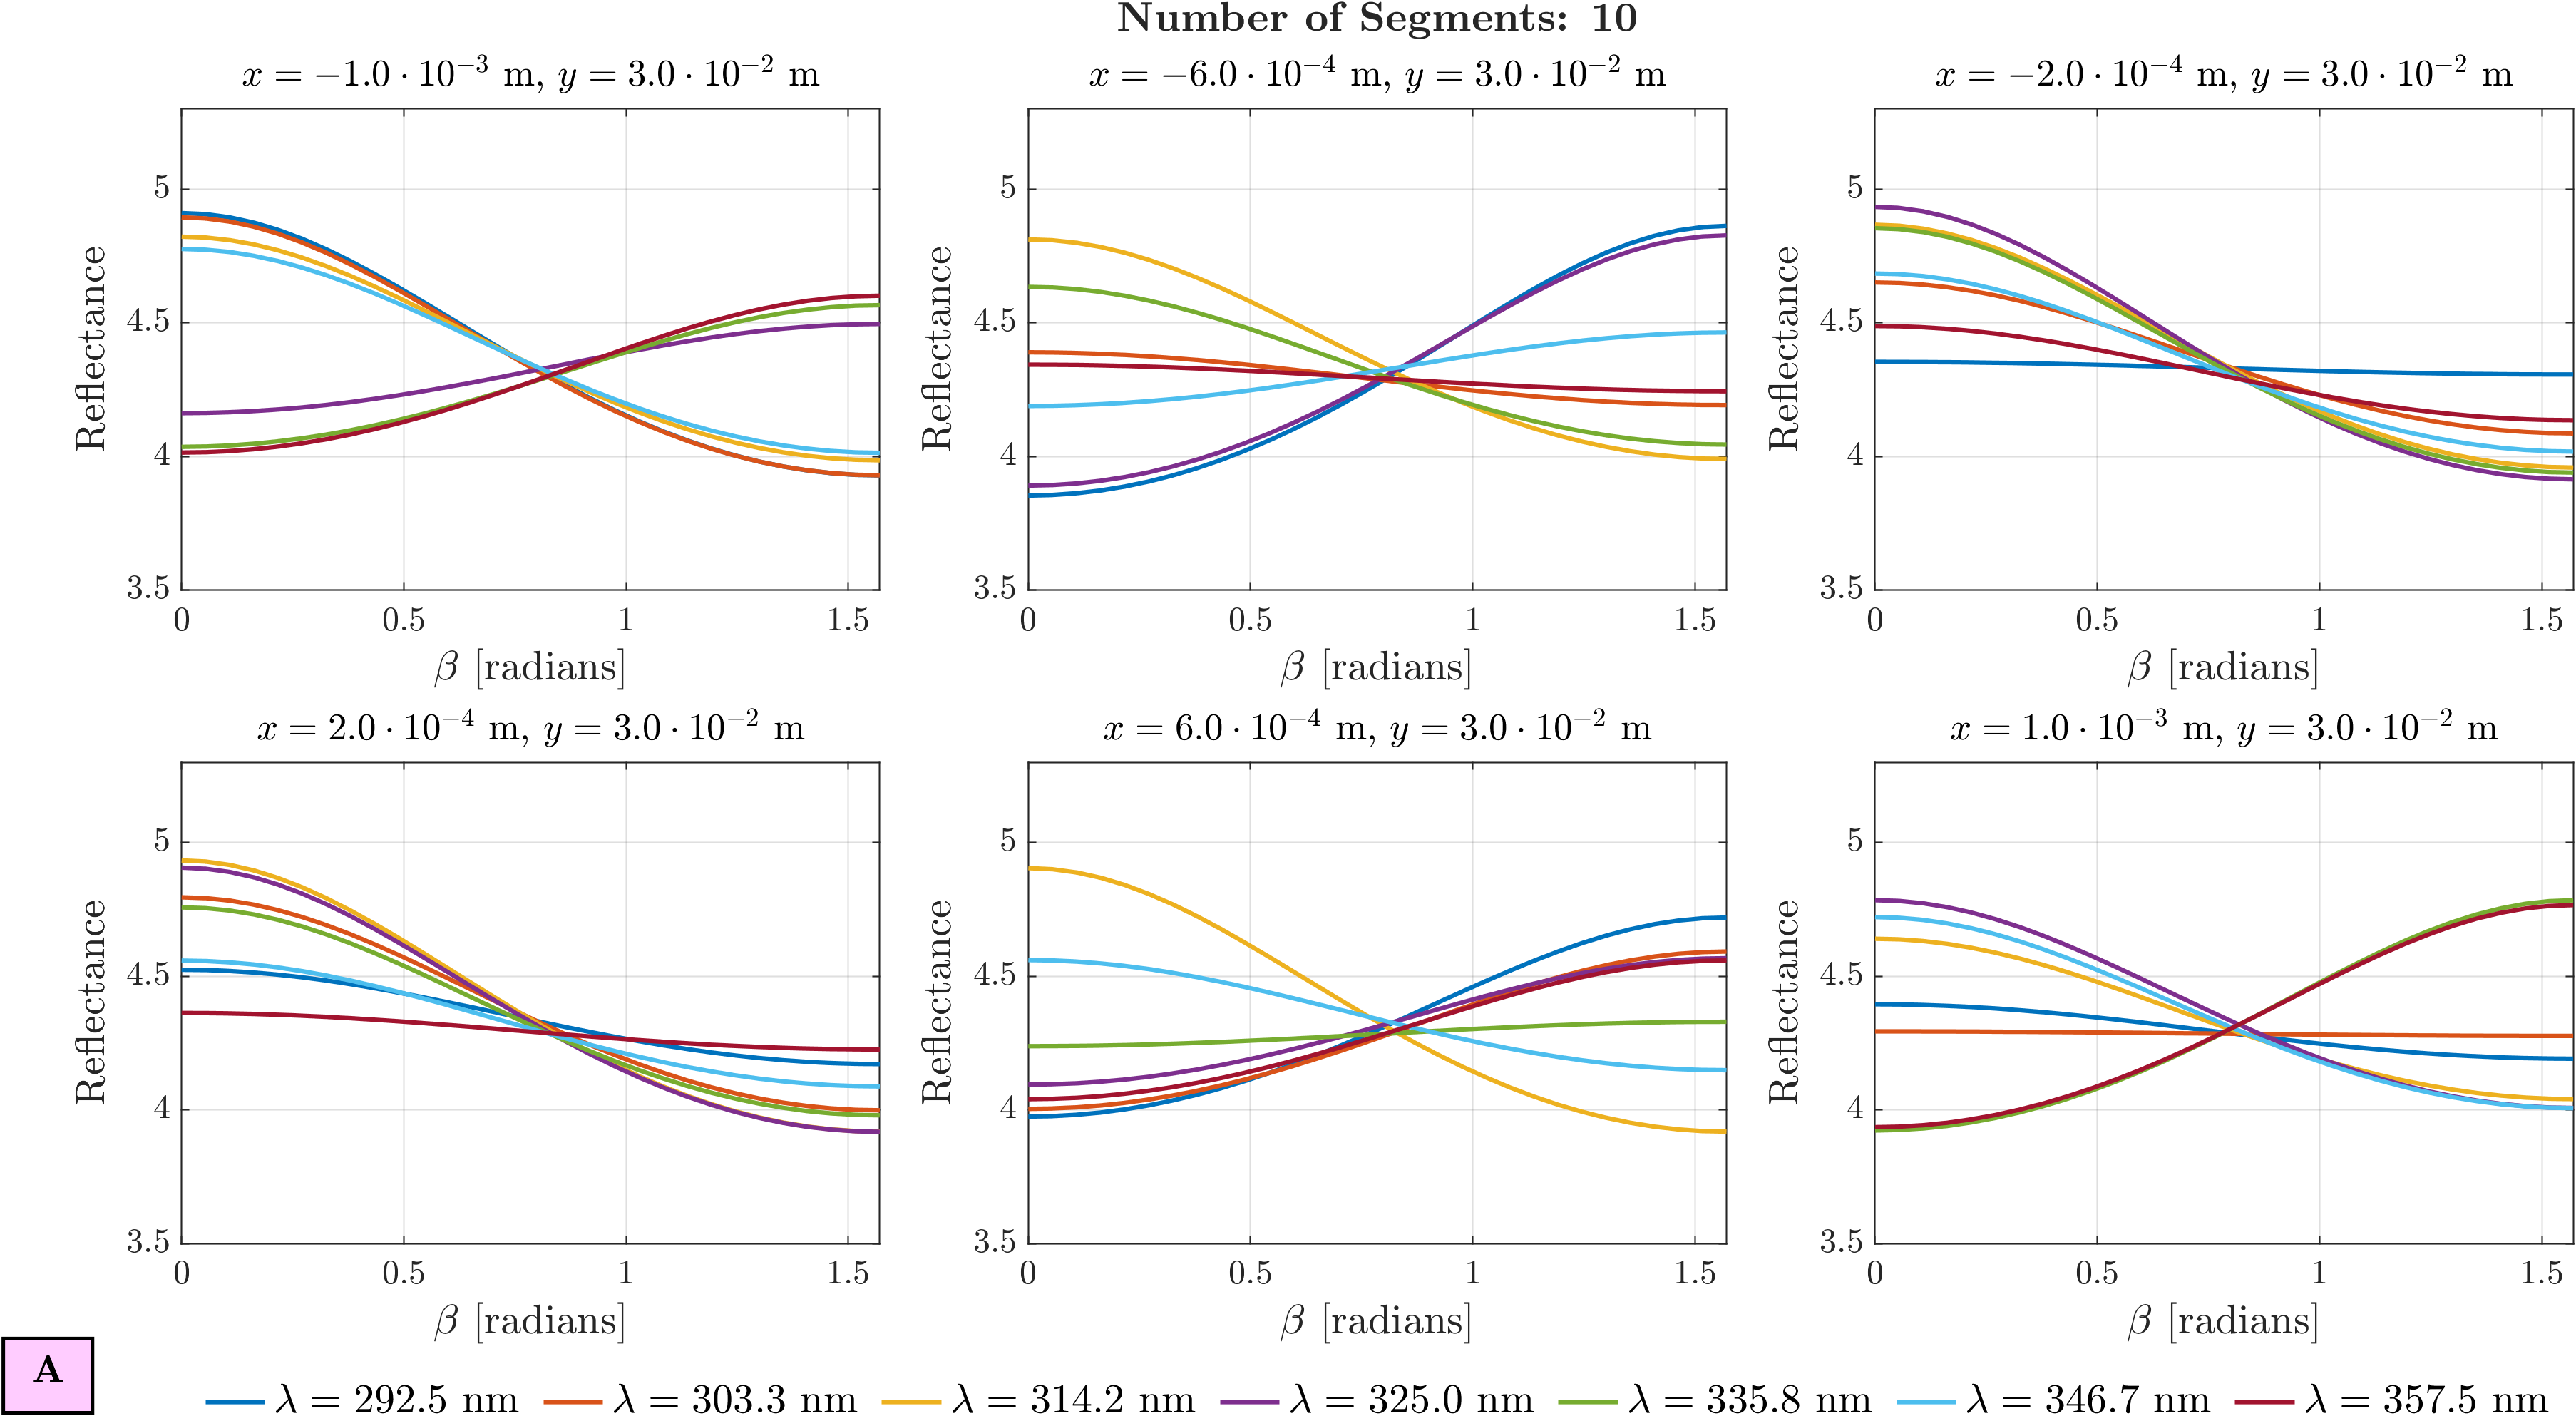 Number of Segments: 10
x = −1.0 · 10⁻³ m, y = 3.0 · 10⁻² m
Reflectance
5
4.5
4
3.5
0 0.5 1 1.5
β [radians]
x = −6.0 · 10⁻⁴ m, y = 3.0 · 10⁻² m
Reflectance
5
4.5
4
3.5
0 0.5 1 1.5
β [radians]
x = −2.0 · 10⁻⁴ m, y = 3.0 · 10⁻² m
Reflectance
5
4.5
4
3.5
0 0.5 1 1.5
β [radians]
x = 2.0 · 10⁻⁴ m, y = 3.0 · 10⁻² m
Reflectance
5
4.5
4
3.5
0 0.5 1 1.5
β [radians]
x = 6.0 · 10⁻⁴ m, y = 3.0 · 10⁻² m
Reflectance
5
4.5
4
3.5
0 0.5 1 1.5
β [radians]
x = 1.0 · 10⁻³ m, y = 3.0 · 10⁻² m
Reflectance
5
4.5
4
3.5
0 0.5 1 1.5
β [radians]
A
λ = 292.5 nm λ = 303.3 nm λ = 314.2 nm λ = 325.0 nm λ = 335.8 nm λ = 346.7 nm λ = 357.5 nm